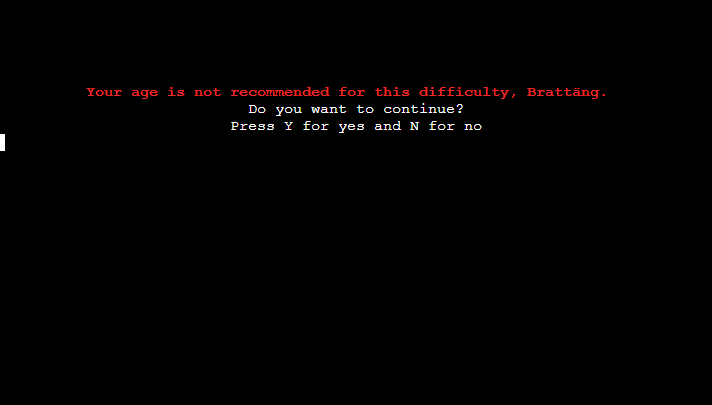 Your age is not recommended for this difficulty, Brattäng.
Do you want to continue?
Press Y for yes and N for no